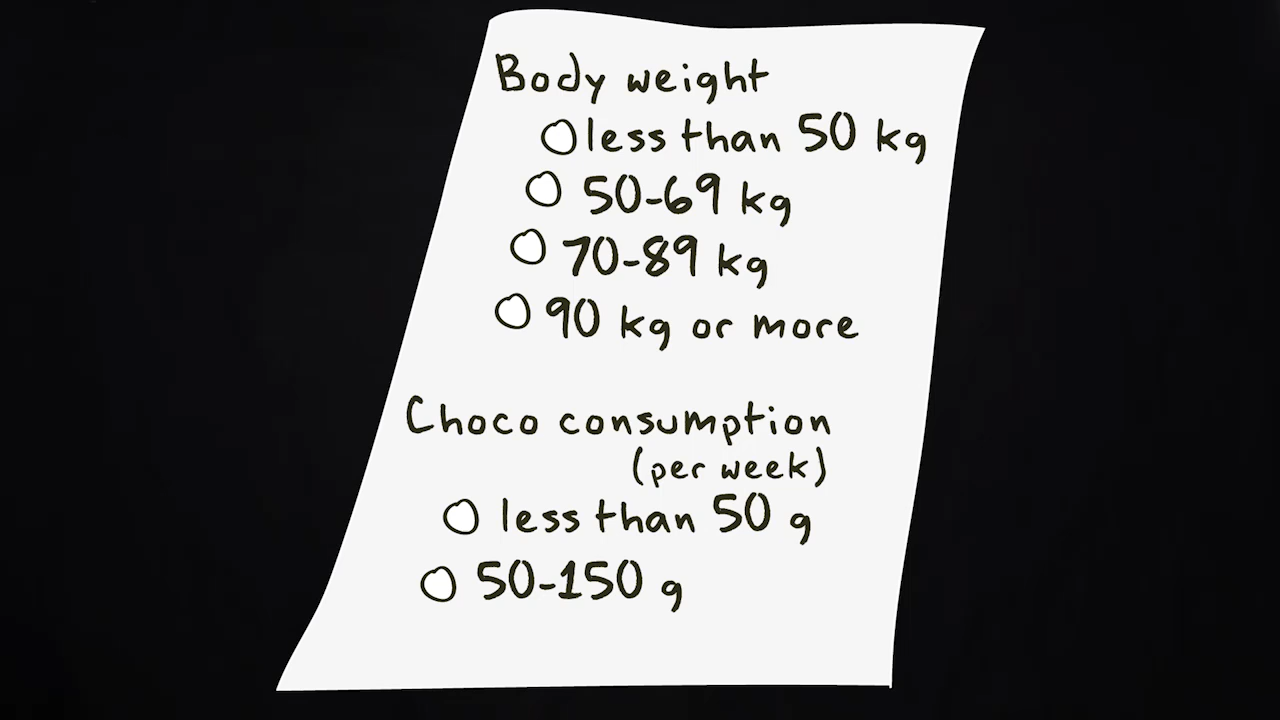 Body weight
less than 50 kg
50-69 kg
70-89 kg
90 kg or more
Choco consumption
(per week)
less than 50 g
50-150 g